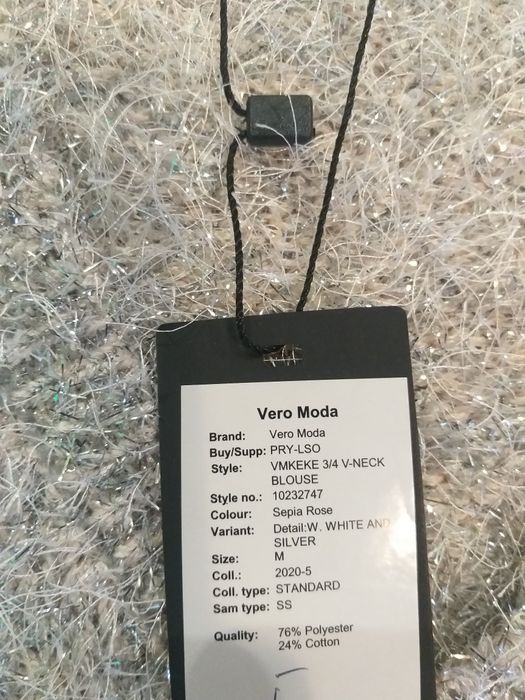 Vero Moda
Brand: Vero Moda
Buy/Supp: PRY-LSO
Style: VMKEKE 3/4 V-NECK
BLOUSE
Style no.: 10232747
Colour: Sepia Rose
Variant: Detail:W. WHITE AND
SILVER
Size: M
Coll.: 2020-5
Coll. type: STANDARD
Sam type: SS
Quality: 76% Polyester
24% Cotton